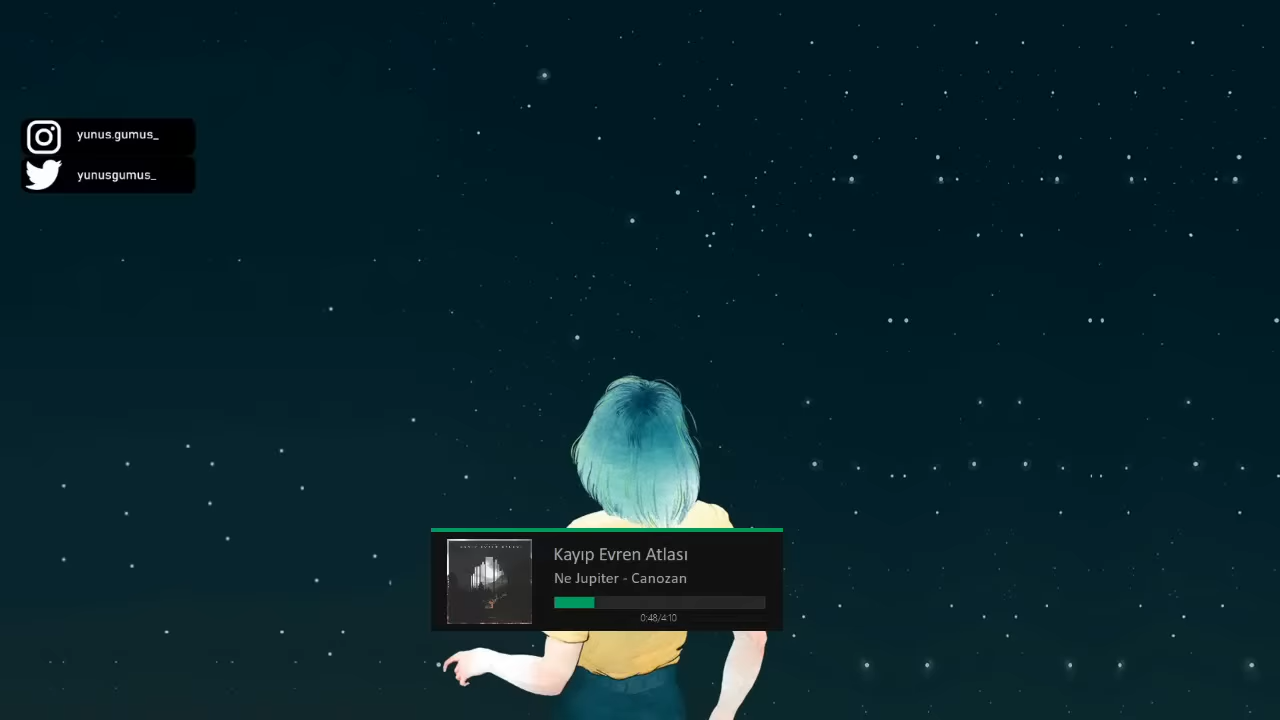 yunus.gumus_
yunusgumus_
Kayıp Evren Atlası
Ne Jupiter - Canozan
0:48/4:10